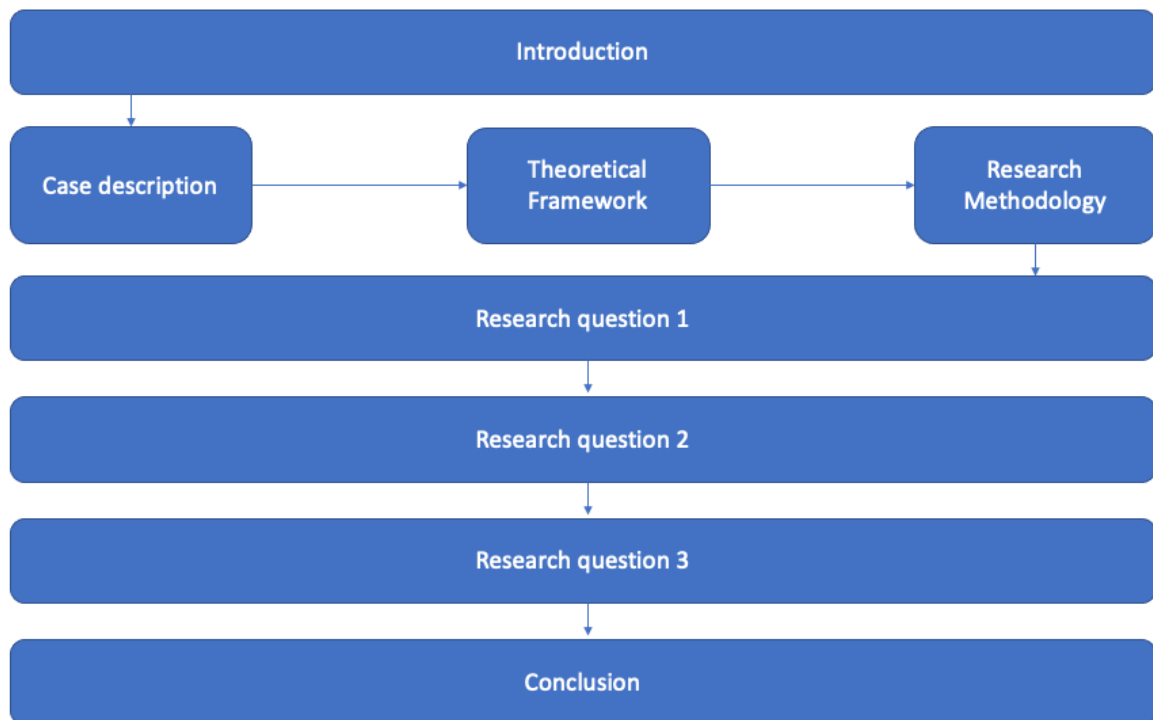 Introduction
Case description
Theoretical
Framework
Research
Methodology
Research question 1
Research question 2
Research question 3
Conclusion